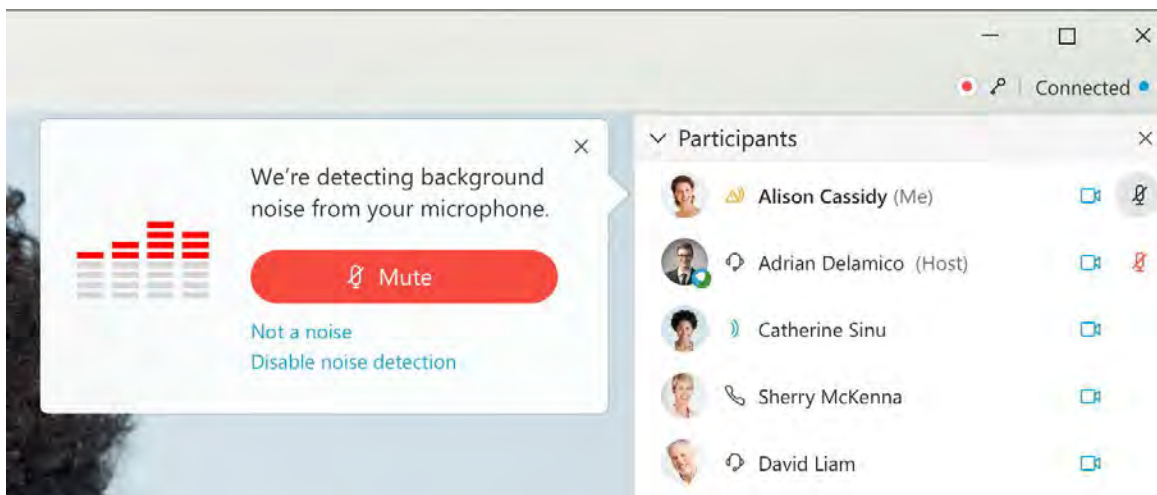 Connected
Participants
We're detecting background
noise from your microphone.
Mute
Not a noise
Disable noise detection
Alison Cassidy (Me)
Adrian Delamico (Host)
Catherine Sinu
Sherry McKenna
David Liam